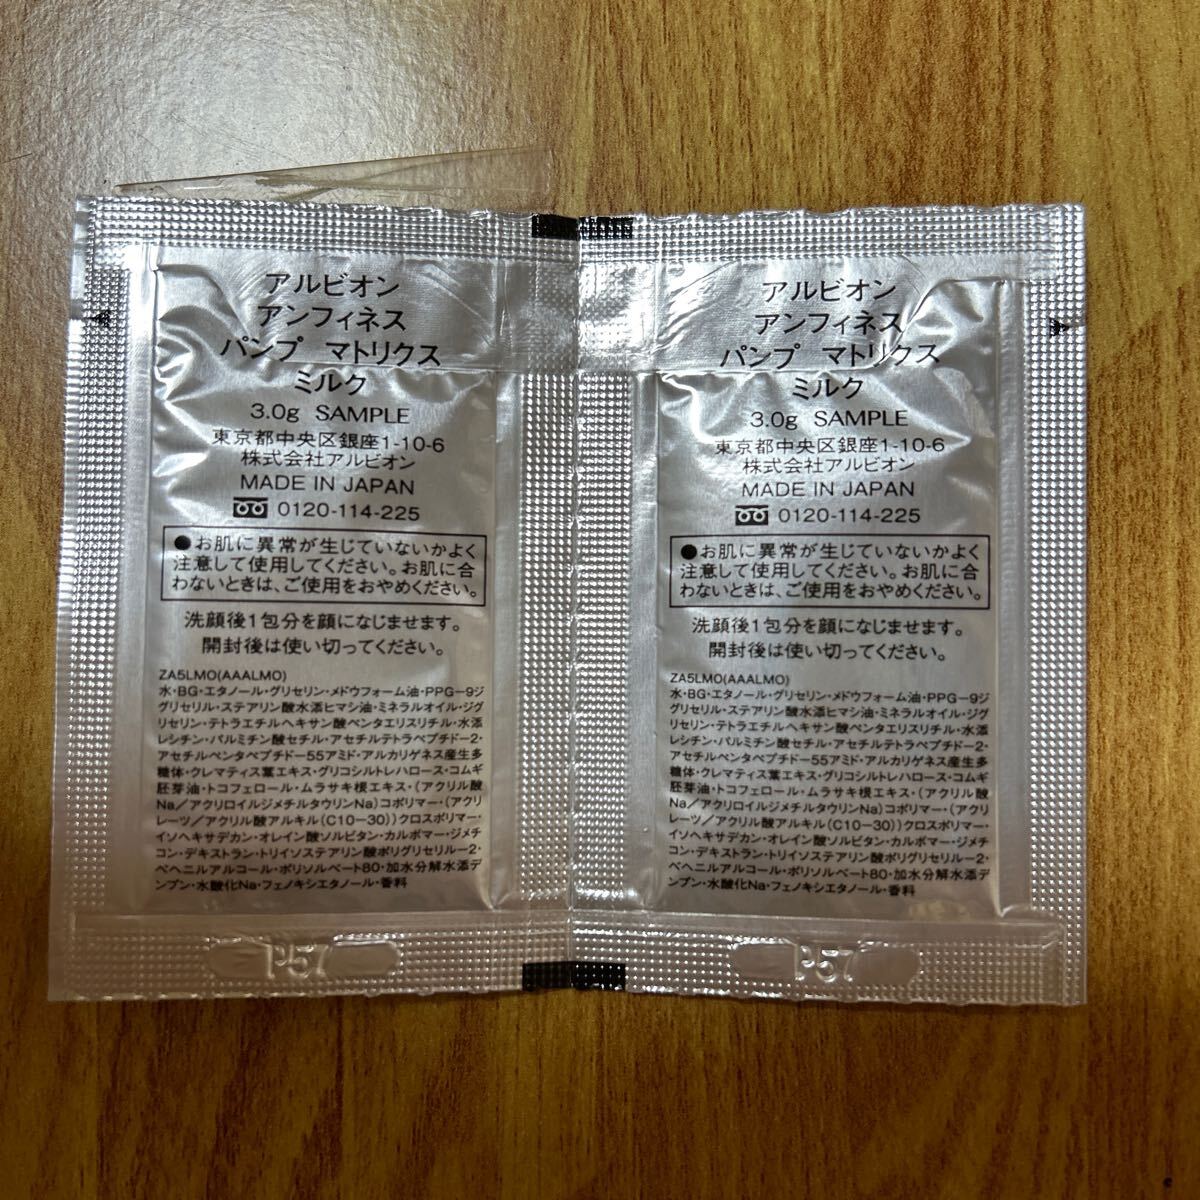 アルビオン
アンフィネス
パンプ マトリクス
ミルク
3.0g SAMPLE
東京都中央区銀座1-10-6
株式会社アルビオン
MADE IN JAPAN
0120-114-225
●お肌に異常が生じていないかよく
注意して使用してください。お肌に合
わないときは、ご使用をおやめください。
洗顔後1包分を顔になじませます。
開封後は使い切ってください。
ZA5LMO(AAALMO)
水・BG・エタノール・グリセリン・メドウフォーム油・PPG-9ジ
グリセリル・ステアリン酸水添ヒマシ油・ミネラルオイル・ジグ
リセリン・テトラエチルヘキサン酸ペンタエリスリチル・水添
レシチン・パルミチン酸セチル・アセチルテトラペプチド-2・
アセチルペンタペプチド-55アミド・アルカリゲネス産生多
糖体・クレマティス葉エキス・グリコシルトレハロース・コムギ
胚芽油・トコフェロール・ムラサキ根エキス・(アクリル酸
Na/アクリロイルジメチルタウリンNa)コポリマー・(アクリ
レーツ/アクリル酸アルキル(C10-30))クロスポリマー・
イソヘキサデカン・オレイン酸ソルビタン・カルボマー・ジメチ
コン・デキストラン・トリイソステアリン酸ポリグリセリル-2・
ベヘニルアルコール・ポリソルベート80・加水分解水添デ
ンプン・水酸化Na・フェノキシエタノール・香料
P57
アルビオン
アンフィネス
パンプ マトリクス
ミルク
3.0g SAMPLE
東京都中央区銀座1-10-6
株式会社アルビオン
MADE IN JAPAN
0120-114-225
●お肌に異常が生じていないかよく
注意して使用してください。お肌に合
わないときは、ご使用をおやめください。
洗顔後1包分を顔になじませます。
開封後は使い切ってください。
ZA5LMO(AAALMO)
水・BG・エタノール・グリセリン・メドウフォーム油・PPG-9ジ
グリセリル・ステアリン酸水添ヒマシ油・ミネラルオイル・ジグ
リセリン・テトラエチルヘキサン酸ペンタエリスリチル・水添
レシチン・パルミチン酸セチル・アセチルテトラペプチド-2・
アセチルペンタペプチド-55アミド・アルカリゲネス産生多
糖体・クレマティス葉エキス・グリコシルトレハロース・コムギ
胚芽油・トコフェロール・ムラサキ根エキス・(アクリル酸
Na/アクリロイルジメチルタウリンNa)コポリマー・(アクリ
レーツ/アクリル酸アルキル(C10-30))クロスポリマー・
イソヘキサデカン・オレイン酸ソルビタン・カルボマー・ジメチ
コン・デキストラン・トリイソステアリン酸ポリグリセリル-2・
ベヘニルアルコール・ポリソルベート80・加水分解水添デ
ンプン・水酸化Na・フェノキシエタノール・香料
P57